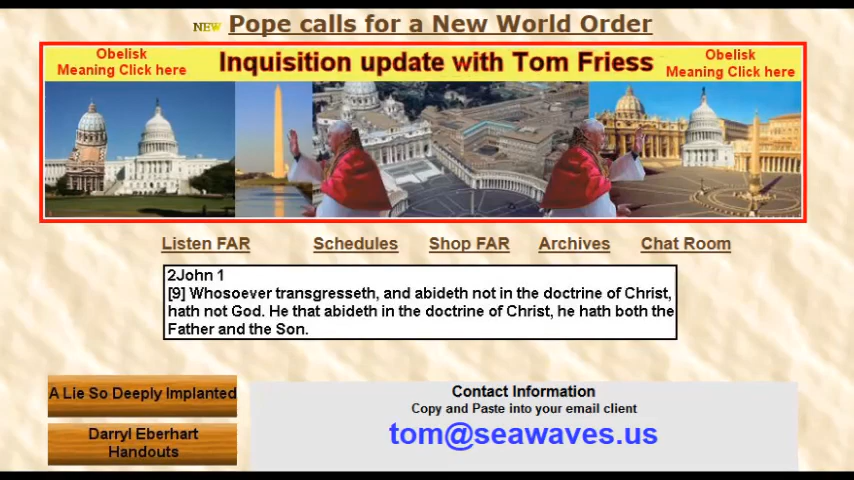 NEW Pope calls for a New World Order
Obelisk
Meaning Click here
Inquisition update with Tom Friess
Obelisk
Meaning Click here
Listen FAR Schedules Shop FAR Archives Chat Room
2John 1
[9] Whosoever transgresseth, and abideth not in the doctrine of Christ,
hath not God. He that abideth in the doctrine of Christ, he hath both the
Father and the Son.
A Lie So Deeply Implanted
Darryl Eberhart
Handouts
Contact Information
Copy and Paste into your email client
tom@seawaves.us